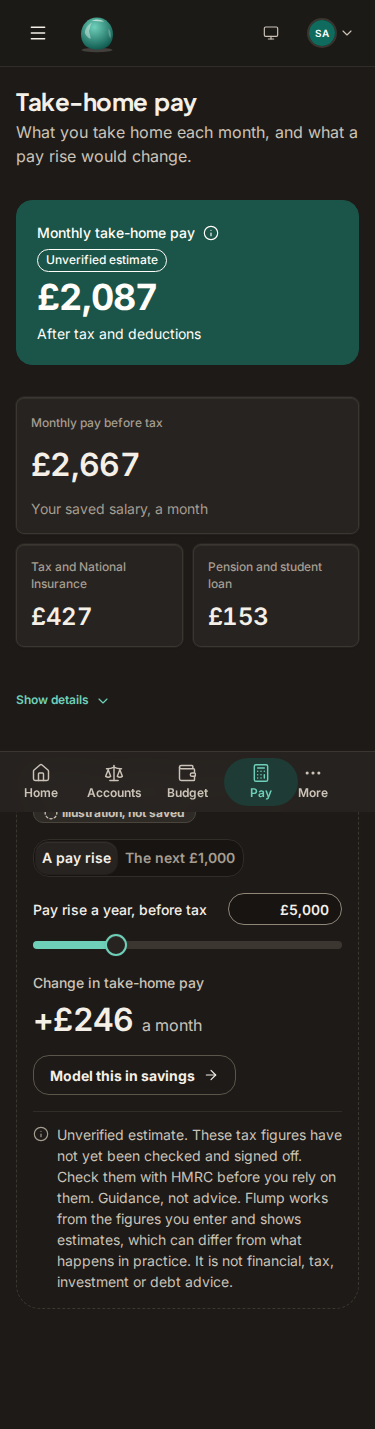 SA
Take-home pay
What you take home each month, and what a
pay rise would change.
Monthly take-home pay
Unverified estimate
£2,087
After tax and deductions
Monthly pay before tax
£2,667
Your saved salary, a month
Tax and National
Insurance
£427
Pension and student
loan
£153
Show details
Home
Accounts
Budget
Pay
More
Illustration, not saved
A pay rise
The next £1,000
Pay rise a year, before tax
£5,000
Change in take-home pay
+£246 a month
Model this in savings
Unverified estimate. These tax figures have
not yet been checked and signed off.
Check them with HMRC before you rely on
them. Guidance, not advice. Flump works
from the figures you enter and shows
estimates, which can differ from what
happens in practice. It is not financial, tax,
investment or debt advice.